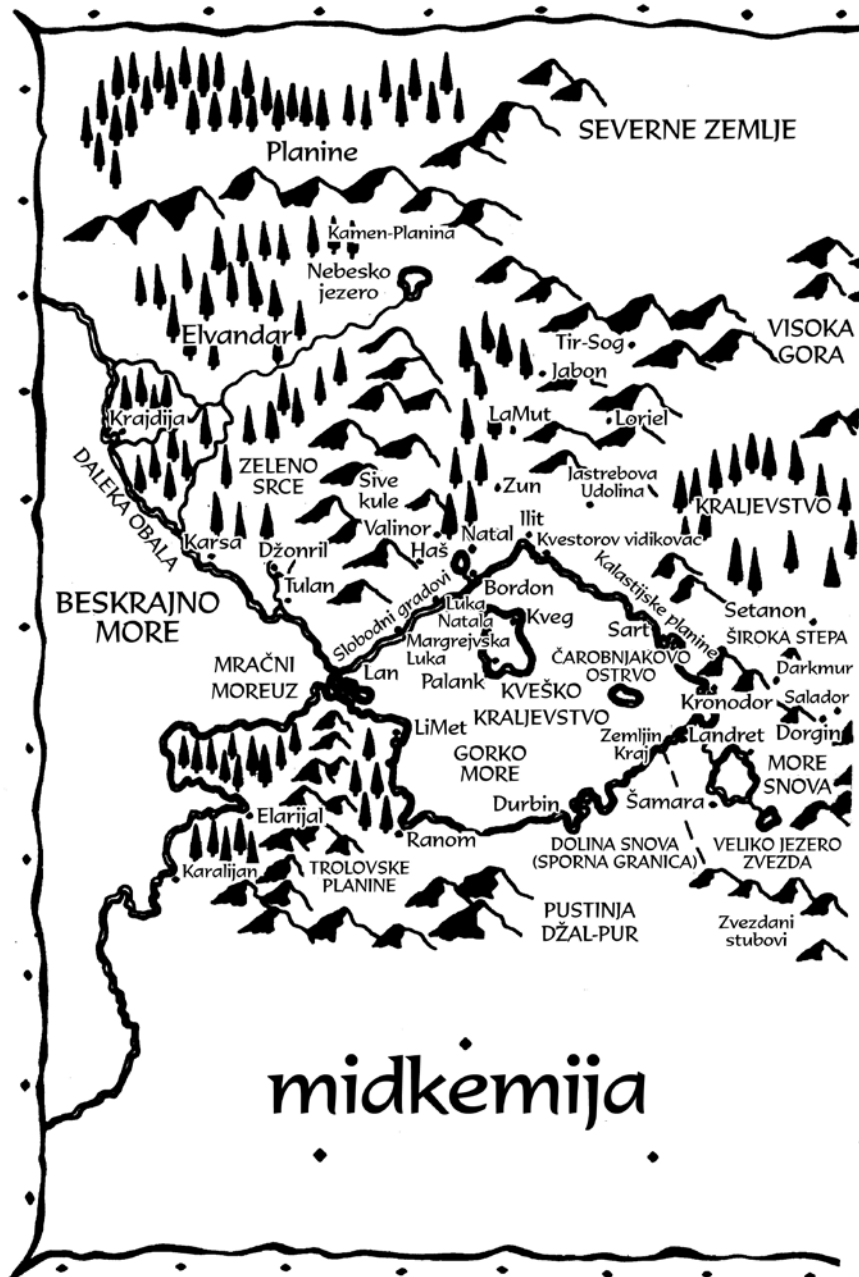 SEVERNE ZEMLJE
Planine
Kamen-Planina
Nebesko
jezero
Elvandar
VISOKA
GORA
Tir-Sog
Jabon
Krajdija
LaMut
Loriel
DALEKA OBALA
ZELENO
SRCE
Sive
kule
Zun
Jastrebova
Udolina
KRALJEVSTVO
Valinor
Natal
Ilit
Kvestorov vidikovac
Karsa
Džonril
Haš
Tulan
Bordon
Kalastijske planine
BESKRAJNO
MORE
Slobodni gradovi
Luka
Natala
Kveg
Setanon
Margrejvska
Luka
Sart
ŠIROKA STEPA
MRAČNI
MOREUZ
Lan
Palank
ČAROBNJAKOVO
OSTRVO
Darkmur
KVEŠKO
KRALJEVSTVO
Kronodor
Salador
LiMet
Zemljin
Kraj
Landret
Dorgin
GORKO
MORE
MORE
SNOVA
Durbin
Šamara
Elarijal
Ranom
DOLINA SNOVA
(SPORNA GRANICA)
VELIKO JEZERO
ZVEZDA
Karalijan
TROLOVSKE
PLANINE
PUSTINJA
DŽAL-PUR
Zvezdani
stubovi
midkemija